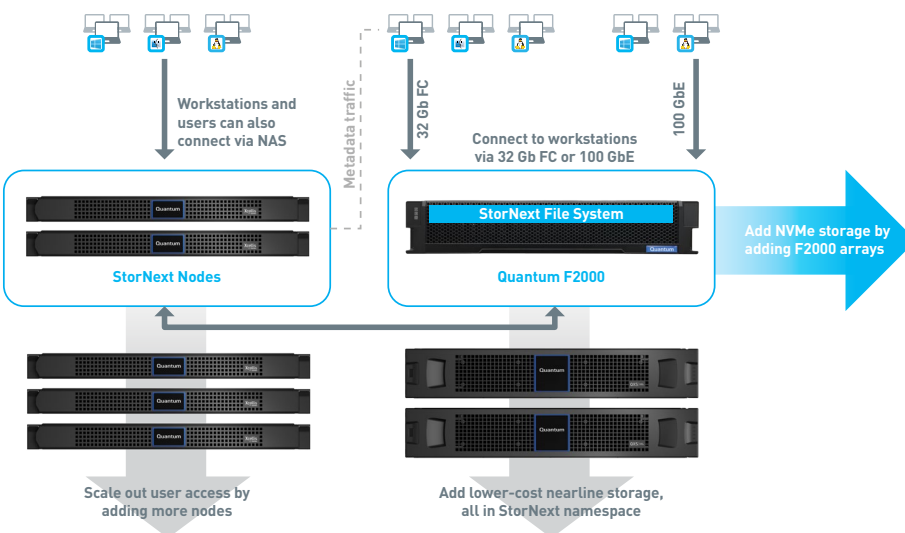 Workstations and
users can also
connect via NAS
Metadata traffic
32 Gb FC
Connect to workstations
via 32 Gb FC or 100 GbE
100 GbE
Quantum
Quantum
StorNext Nodes
StorNext File System
Quantum
Quantum F2000
Add NVMe storage by
adding F2000 arrays
Quantum
Quantum
Quantum
Quantum
Quantum
Scale out user access by
adding more nodes
Add lower-cost nearline storage,
all in StorNext namespace